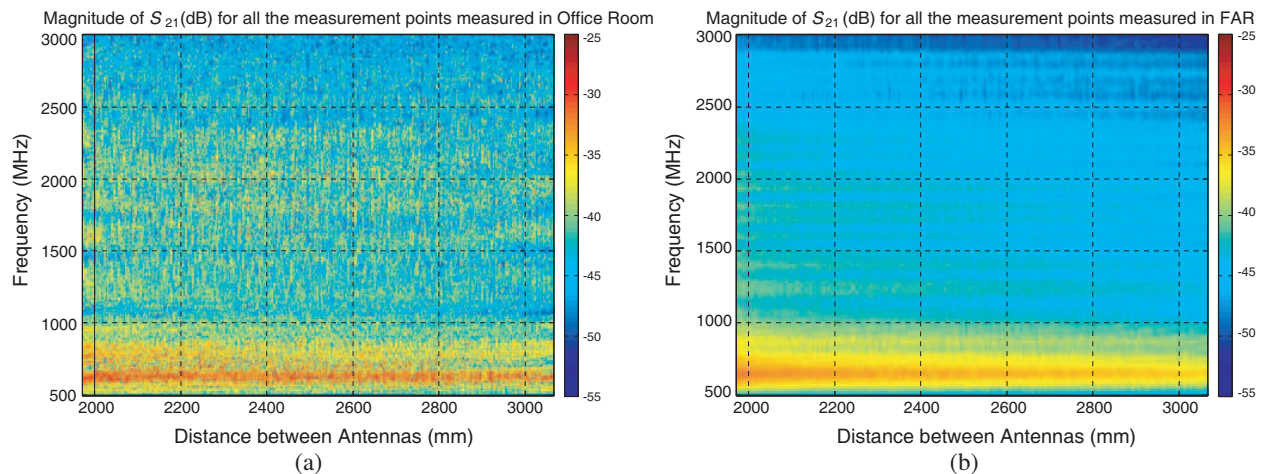 Magnitude of S 21(dB) for all the measurement points measured in Office Room
3000
2500
2000
1500
1000
500
Frequency (MHz)
2000 2200 2400 2600 2800 3000
Distance between Antennas (mm)
-25
-30
-35
-40
-45
-50
-55
(a)
Magnitude of S 21(dB) for all the measurement points measured in FAR
3000
2500
2000
1500
1000
500
Frequency (MHz)
2000 2200 2400 2600 2800 3000
Distance between Antennas (mm)
-25
-30
-35
-40
-45
-50
-55
(b)